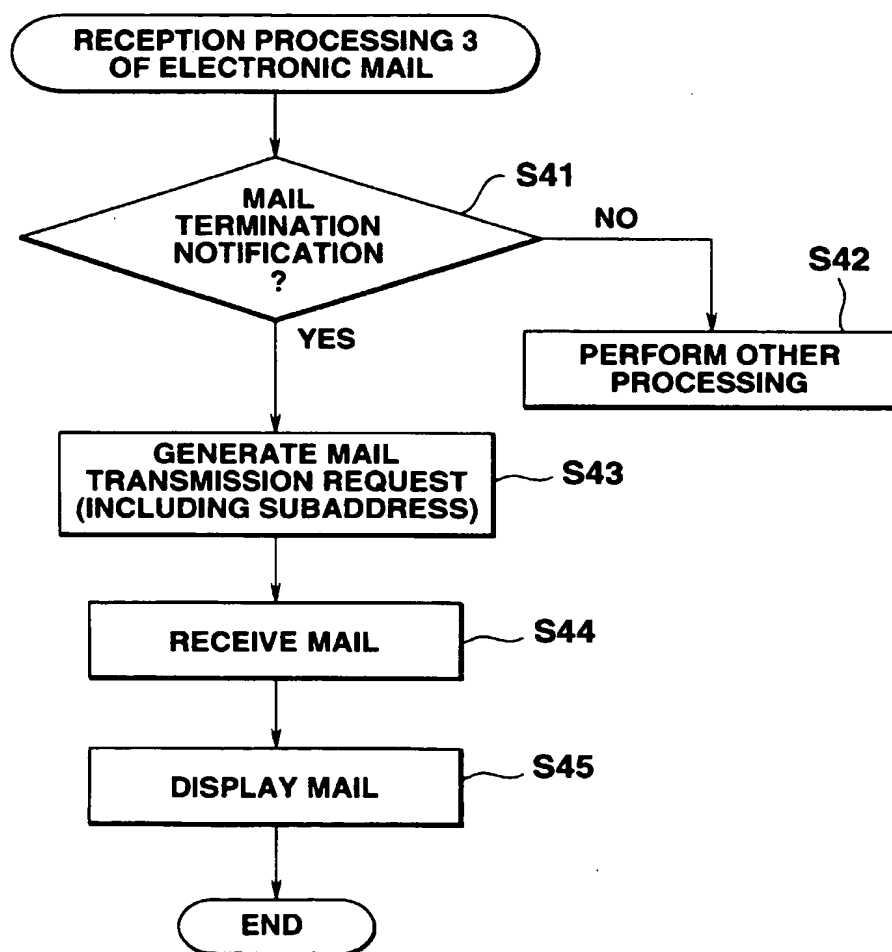 RECEPTION PROCESSING 3
OF ELECTRONIC MAIL
S41
MAIL
TERMINATION
NOTIFICATION
?
NO
YES
S42
PERFORM OTHER
PROCESSING
GENERATE MAIL
TRANSMISSION REQUEST
(INCLUDING SUBADDRESS)
S43
RECEIVE MAIL
S44
DISPLAY MAIL
S45
END